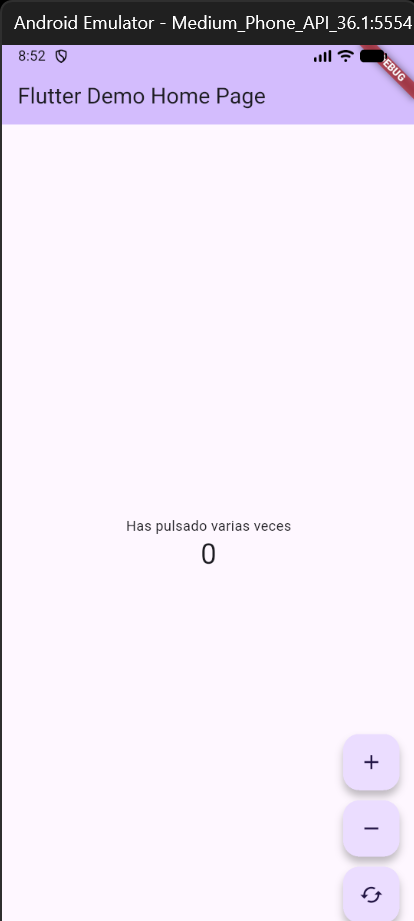 Android Emulator - Medium_Phone_API_36.1:5554
8:52
DEBUG
Flutter Demo Home Page
Has pulsado varias veces
0